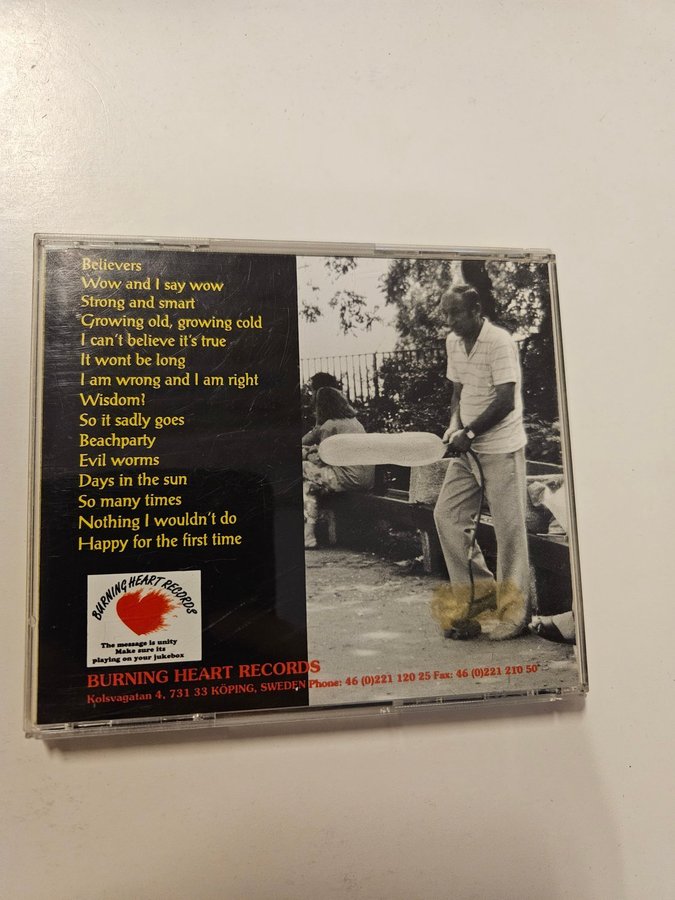 Believers
Wow and I say wow
Strong and smart
Growing old, growing cold
I can't believe it's true
It wont be long
I am wrong and I am right
Wisdom?
So it sadly goes
Beachparty
Evil worms
Days in the sun
So many times
Nothing I wouldn't do
Happy for the first time
BURNING HEART RECORDS
The message is unity
Make sure its
playing on your jukebox
BURNING HEART RECORDS
Kolsvagatan 4, 731 33 KÖPING, SWEDEN Phone: 46 (0)221 120 25 Fax: 46 (0)221 210 50